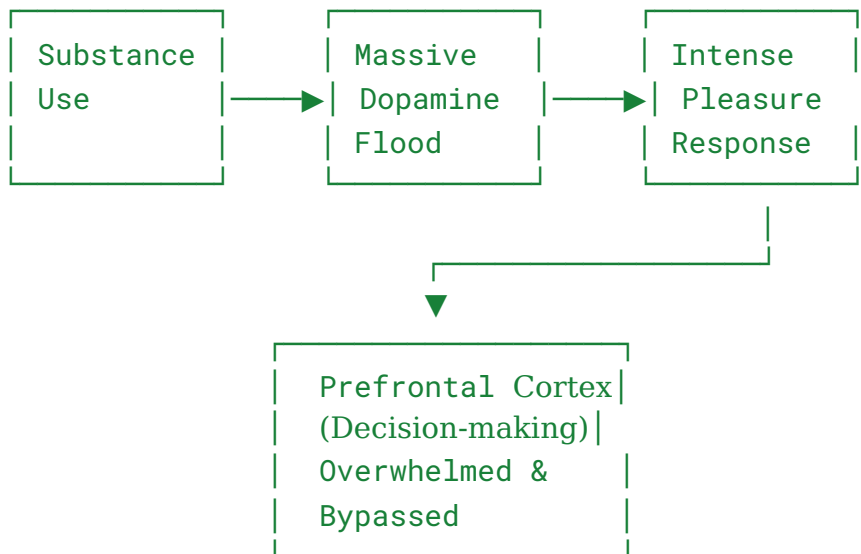 Substance
Use
Massive
Dopamine
Flood
Intense
Pleasure
Response
Prefrontal Cortex
(Decision-making)
Overwhelmed &
Bypassed